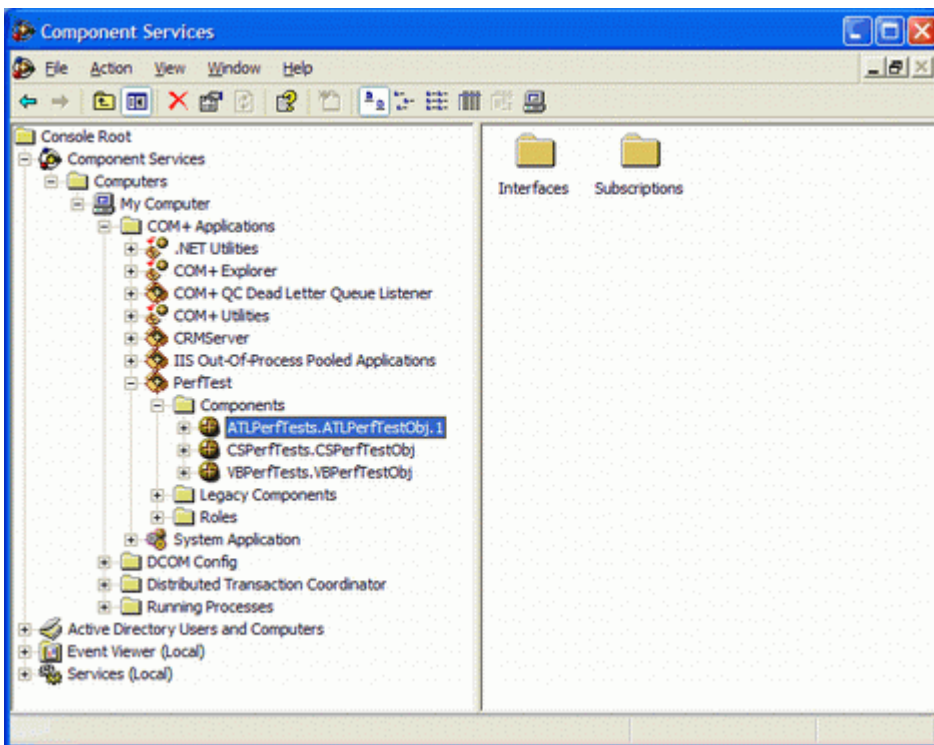 Component Services
File Action View Window Help
Console Root
Component Services
Computers
My Computer
COM+ Applications
.NET Utilities
COM+ Explorer
COM+ QC Dead Letter Queue Listener
COM+ Utilities
CRMServer
IIS Out-Of-Process Pooled Applications
PerfTest
Components
ATLPerfTests.ATLPerfTestObj.1
CSPerfTests.CSPerfTestObj
VBPerfTests.VBPerfTestObj
Legacy Components
Roles
System Application
DCOM Config
Distributed Transaction Coordinator
Running Processes
Active Directory Users and Computers
Event Viewer (Local)
Services (Local)
Interfaces Subscriptions